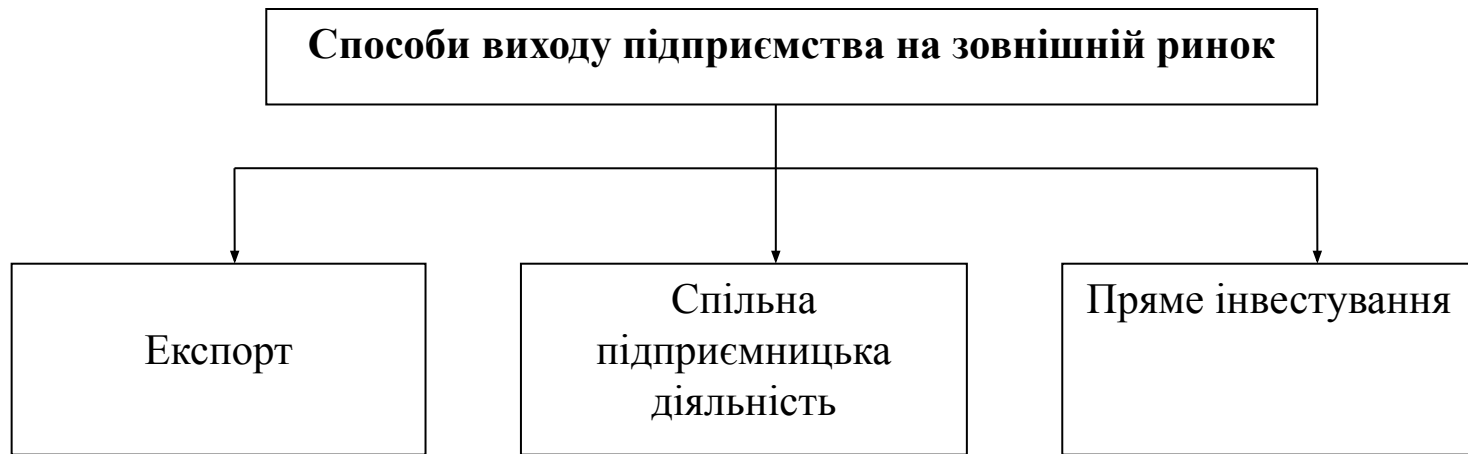 Способи виходу підприємства на зовнішній ринок
Експорт
Спільна
підприємницька
діяльність
Пряме інвестування